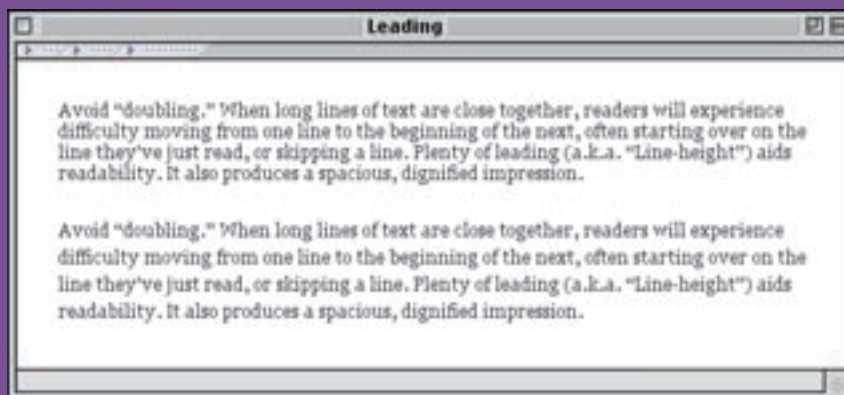 Leading
Avoid “doubling.” When long lines of text are close together, readers will experience
difficulty moving from one line to the beginning of the next, often starting over on the
line they’ve just read, or skipping a line. Plenty of leading (a.k.a. “Line-height”) aids
readability. It also produces a spacious, dignified impression.
Avoid “doubling.” When long lines of text are close together, readers will experience
difficulty moving from one line to the beginning of the next, often starting over on the
line they’ve just read, or skipping a line. Plenty of leading (a.k.a. “Line-height”) aids
readability. It also produces a spacious, dignified impression.